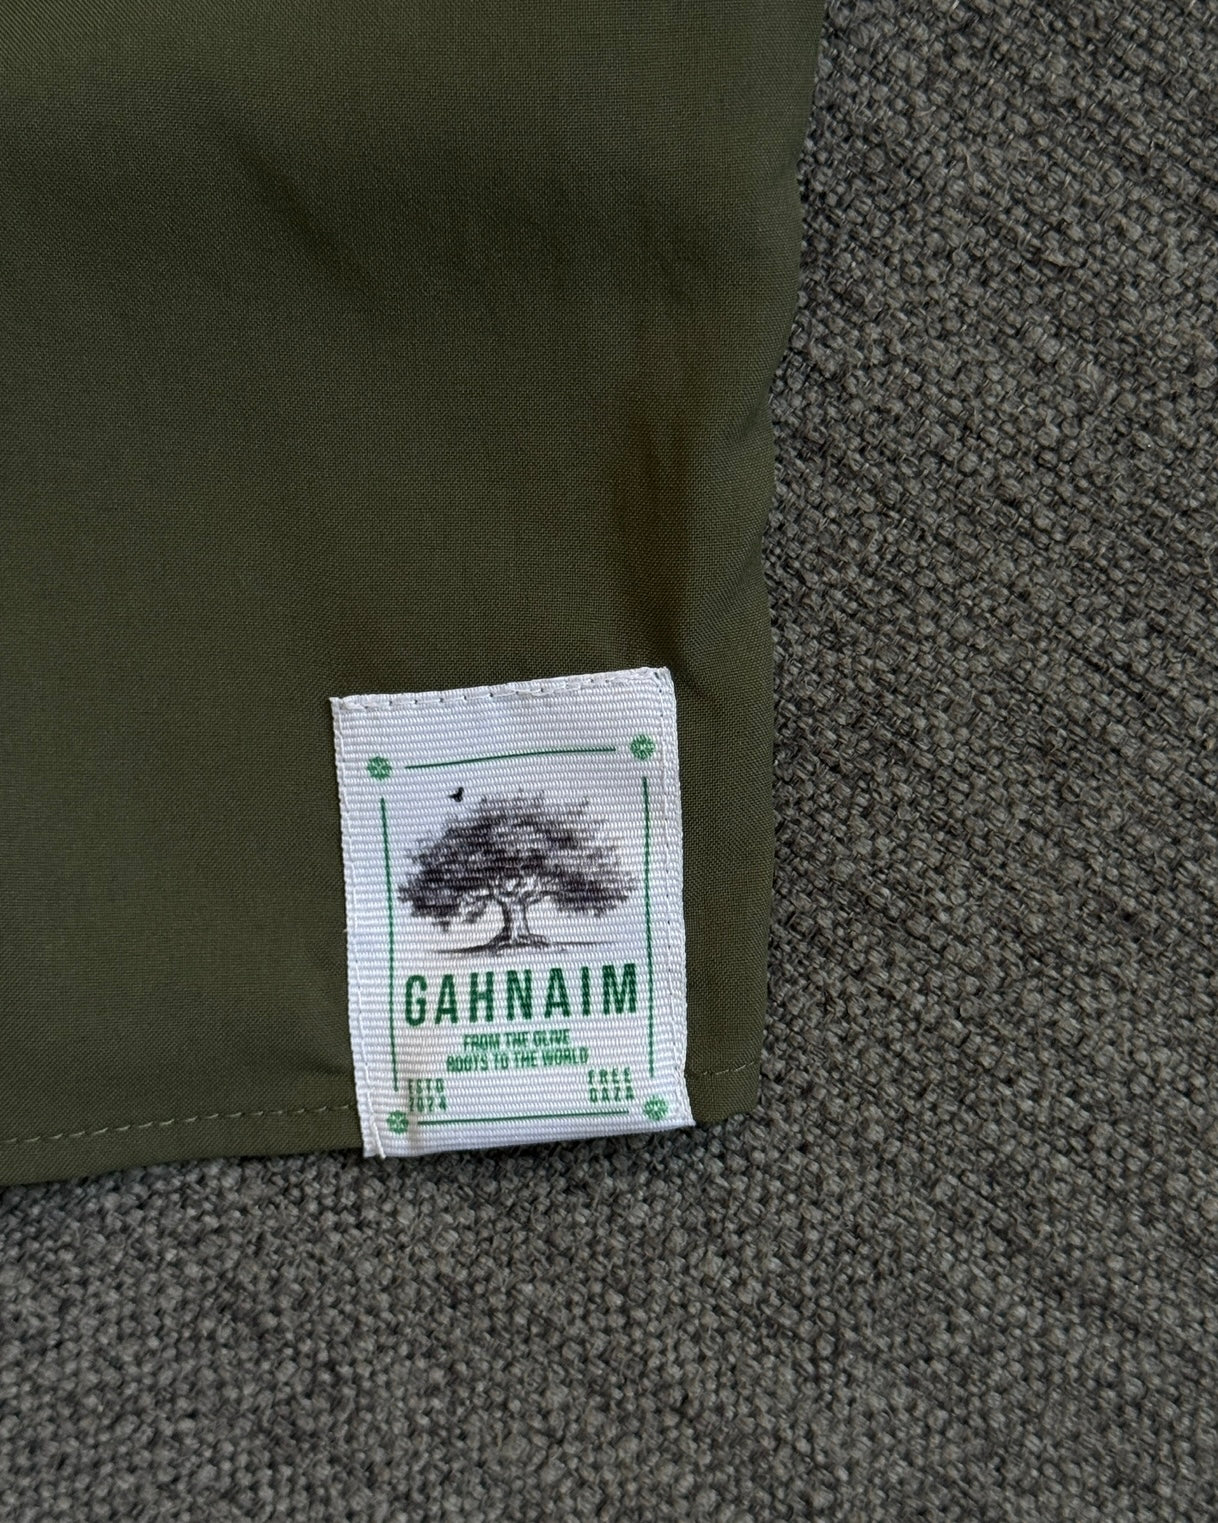 GAHNAIM
FROM THE OLIVE
ROOTS TO THE WORLD
ESTD
2024
FREE
GAZA